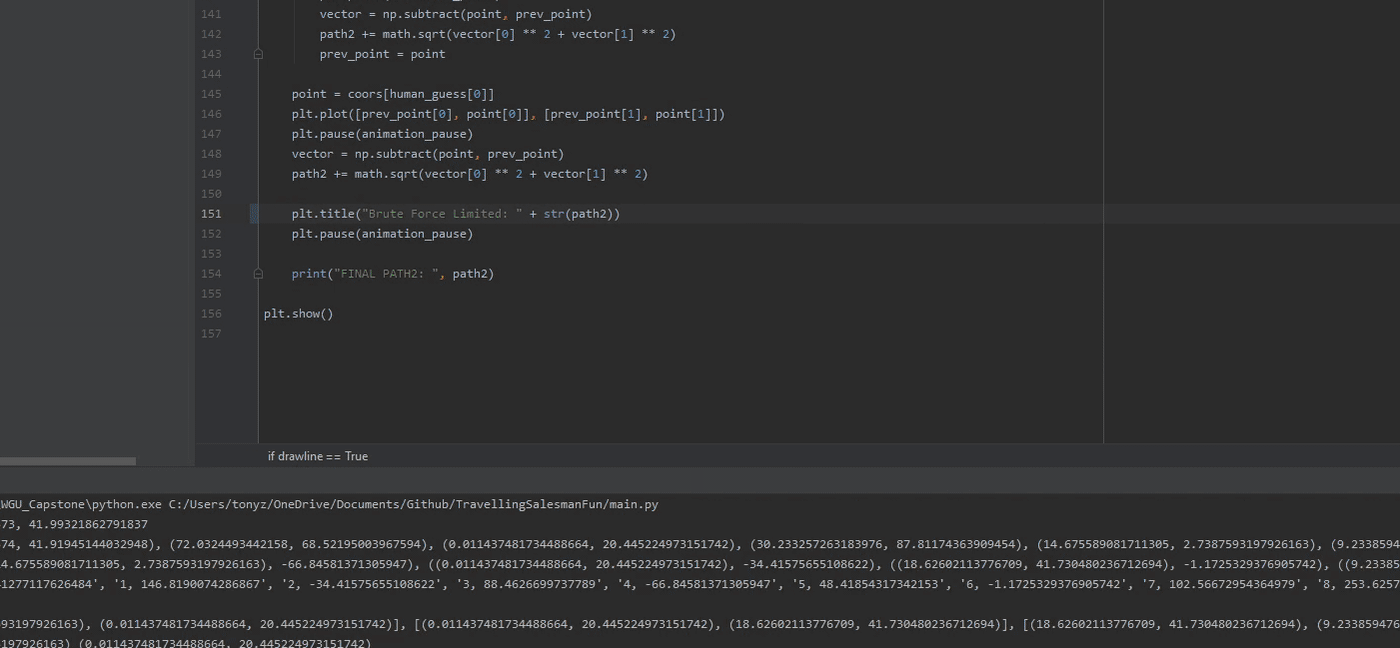 141 vector = np.subtract(point, prev_point)
142 path2 += math.sqrt(vector[0] ** 2 + vector[1] ** 2)
143 prev_point = point
144
145 point = coors[human_guess[0]]
146 plt.plot([prev_point[0], point[0]], [prev_point[1], point[1]])
147 plt.pause(animation_pause)
148 vector = np.subtract(point, prev_point)
149 path2 += math.sqrt(vector[0] ** 2 + vector[1] ** 2)
150
151 plt.title("Brute Force Limited: " + str(path2))
152 plt.pause(animation_pause)
153
154 print("FINAL PATH2: ", path2)
155
156 plt.show()
157
if drawline == True
WGU_Capstone\python.exe C:/Users/tonyz/OneDrive/Documents/Github/TravellingSalesmanFun/main.py
73, 41.99321862791837
74, 41.91945144032948), (72.0324493442158, 68.52195003967594), (0.011437481734488664, 20.445224973151742), (30.233257263183976, 87.81174363909454), (14.675589081711305, 2.7387593197926163), (9.2338594
4.675589081711305, 2.7387593197926163), -66.84581371305947), ((0.011437481734488664, 20.445224973151742), -34.41575655108622), ((18.62602113776709, 41.730480236712694), -1.1725329376905742), ((9.23385
41277117626484', '1, 146.8190074286867' '2, -34.41575655108622', '3, 88.4626699737789', '4, -66.84581371305947', '5, 48.41854317342153', '6, -1.1725329376905742', '7, 102.56672954364979', '8, 253.6257
93197926163), (0.011437481734488664, 20.445224973151742)], [(0.011437481734488664, 20.445224973151742), (18.62602113776709, 41.730480236712694)], [(18.62602113776709, 41.730480236712694), (9.233859476
197926163) (0.011437481734488664, 20.445224973151742)